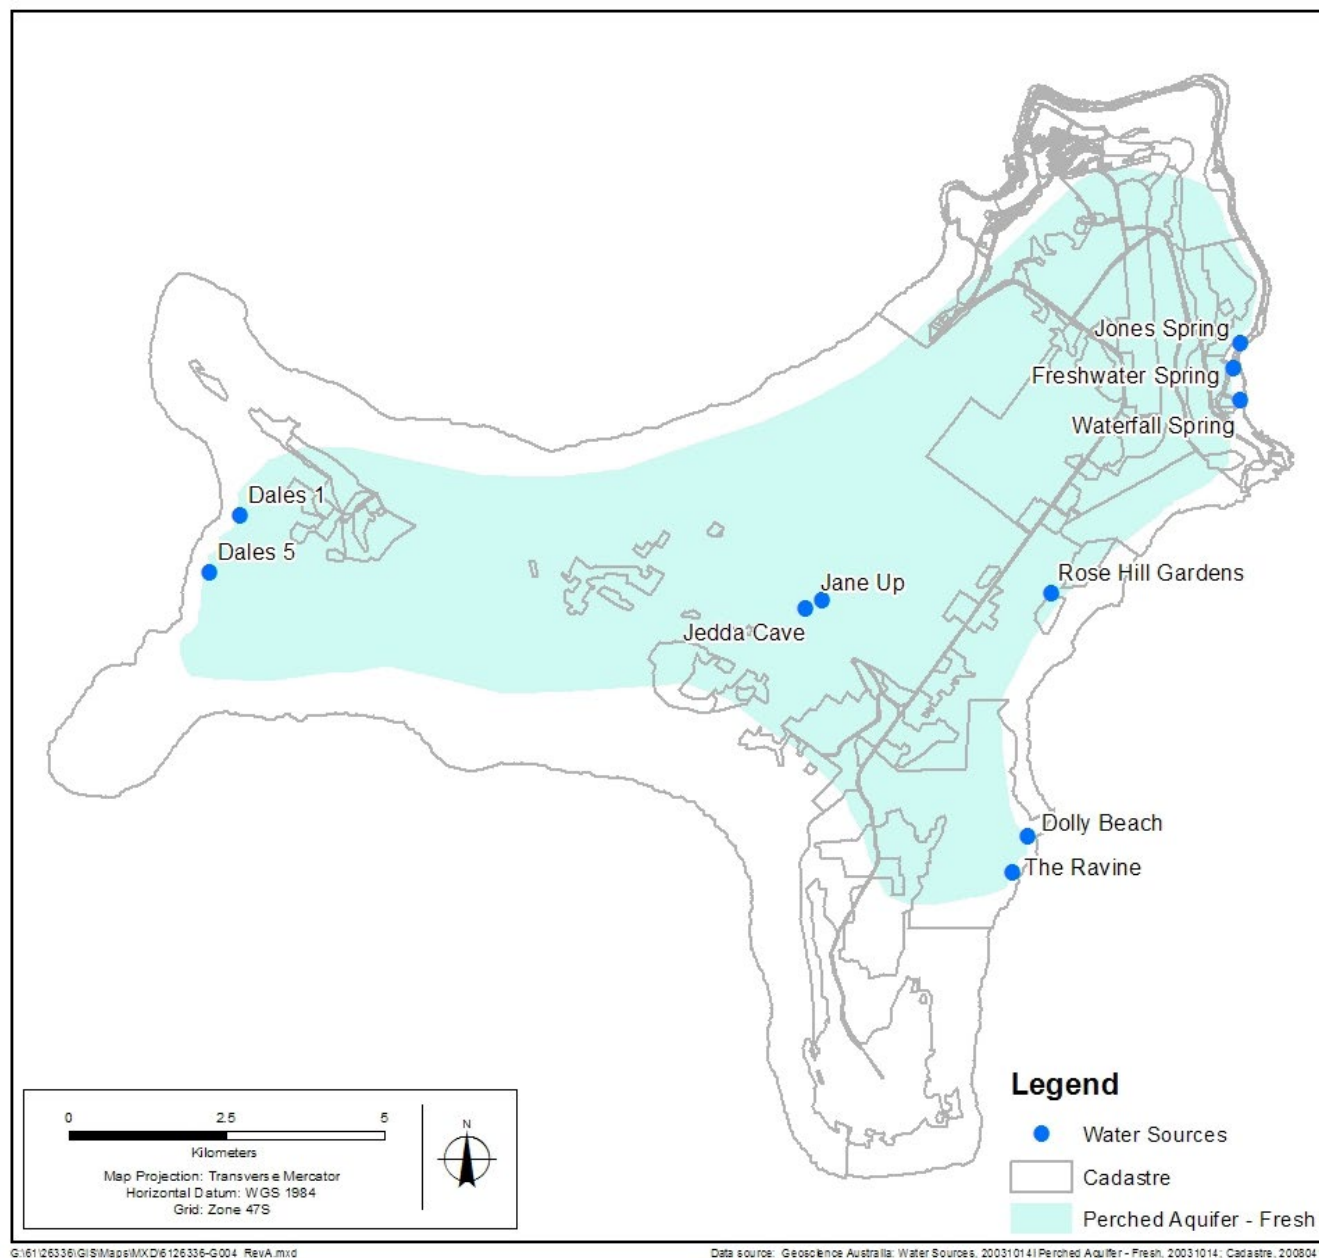 Jones Spring
Freshwater Spring
Waterfall Spring
Dales 1
Dales 5
Jane Up
Rose Hill Gardens
Jedda Cave
Dolly Beach
The Ravine
Legend
Water Sources
Cadastre
Perched Aquifer - Fresh
0 2.5 5
Kilometers
Map Projection: Transverse Mercator
Horizontal Datum: WGS 1984
Grid: Zone 47S
N
G:\61\26336\GIS\Maps\MXD\6126336-G004_RevA.mxd
Data source: Geoscience Australia: Water Sources, 20031014| Perched Aquifer - Fresh, 20031014; Cadastre, 200804